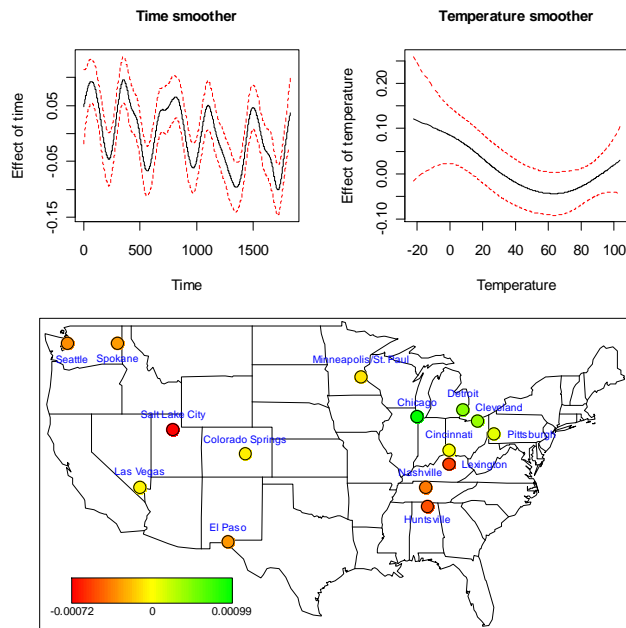 Time smoother
Temperature smoother
Effect of time
0.05
-0.05
-0.15
0 500 1000 1500
Time
Effect of temperature
0.20
0.10
0.00
-0.10
-20 0 20 40 60 80 100
Temperature
Seattle
Spokane
Minneapolis/St. Paul
Detroit
Chicago
Cleveland
Salt Lake City
Colorado Springs
Cincinnati
Pittsburgh
Las Vegas
Nashville
Lexington
Huntsville
El Paso
-0.00072 0 0.00099